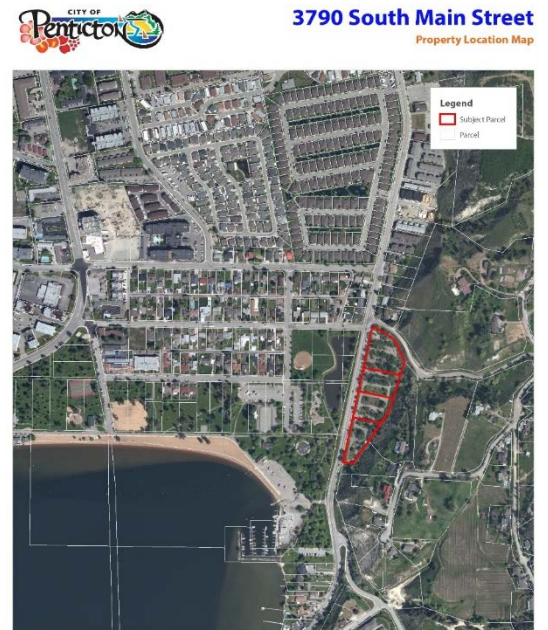 CITY OF
Penticton
3790 South Main Street
Property Location Map
Legend
Subject Parcel
Parcel